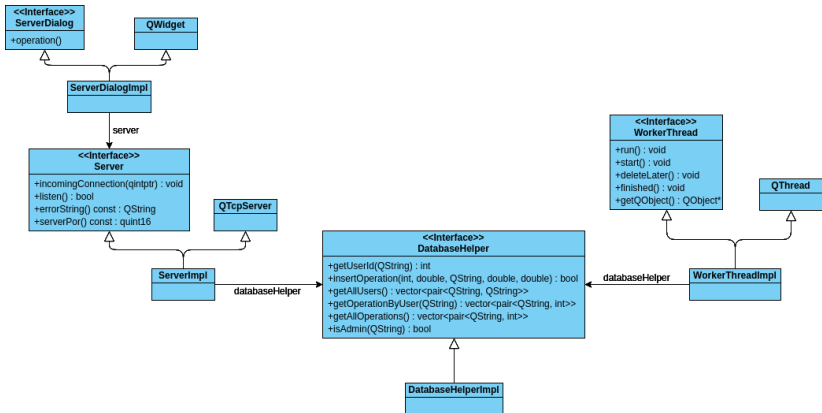 <<Interface>>
ServerDialog
+operation()
QWidget
ServerDialogImpl
server
<<Interface>>
Server
+incomingConnection(qintptr) : void
+listen() : bool
+errorString() const : QString
+serverPor() const : quint16
QTcpServer
ServerImpl
databaseHelper
<<Interface>>
DatabaseHelper
+getUserId(QString) : int
+insertOperation(int, double, QString, double, double) : bool
+getAllUsers() : vector<pair<QString, QString>>
+getOperationByUser(QString) : vector<pair<QString, int>>
+getAllOperations() : vector<pair<QString, int>>
+isAdmin(QString) : bool
DatabaseHelperImpl
<<Interface>>
WorkerThread
+run() : void
+start() : void
+deleteLater() : void
+finished() : void
+getQObject() : QObject*
QThread
WorkerThreadImpl
databaseHelper